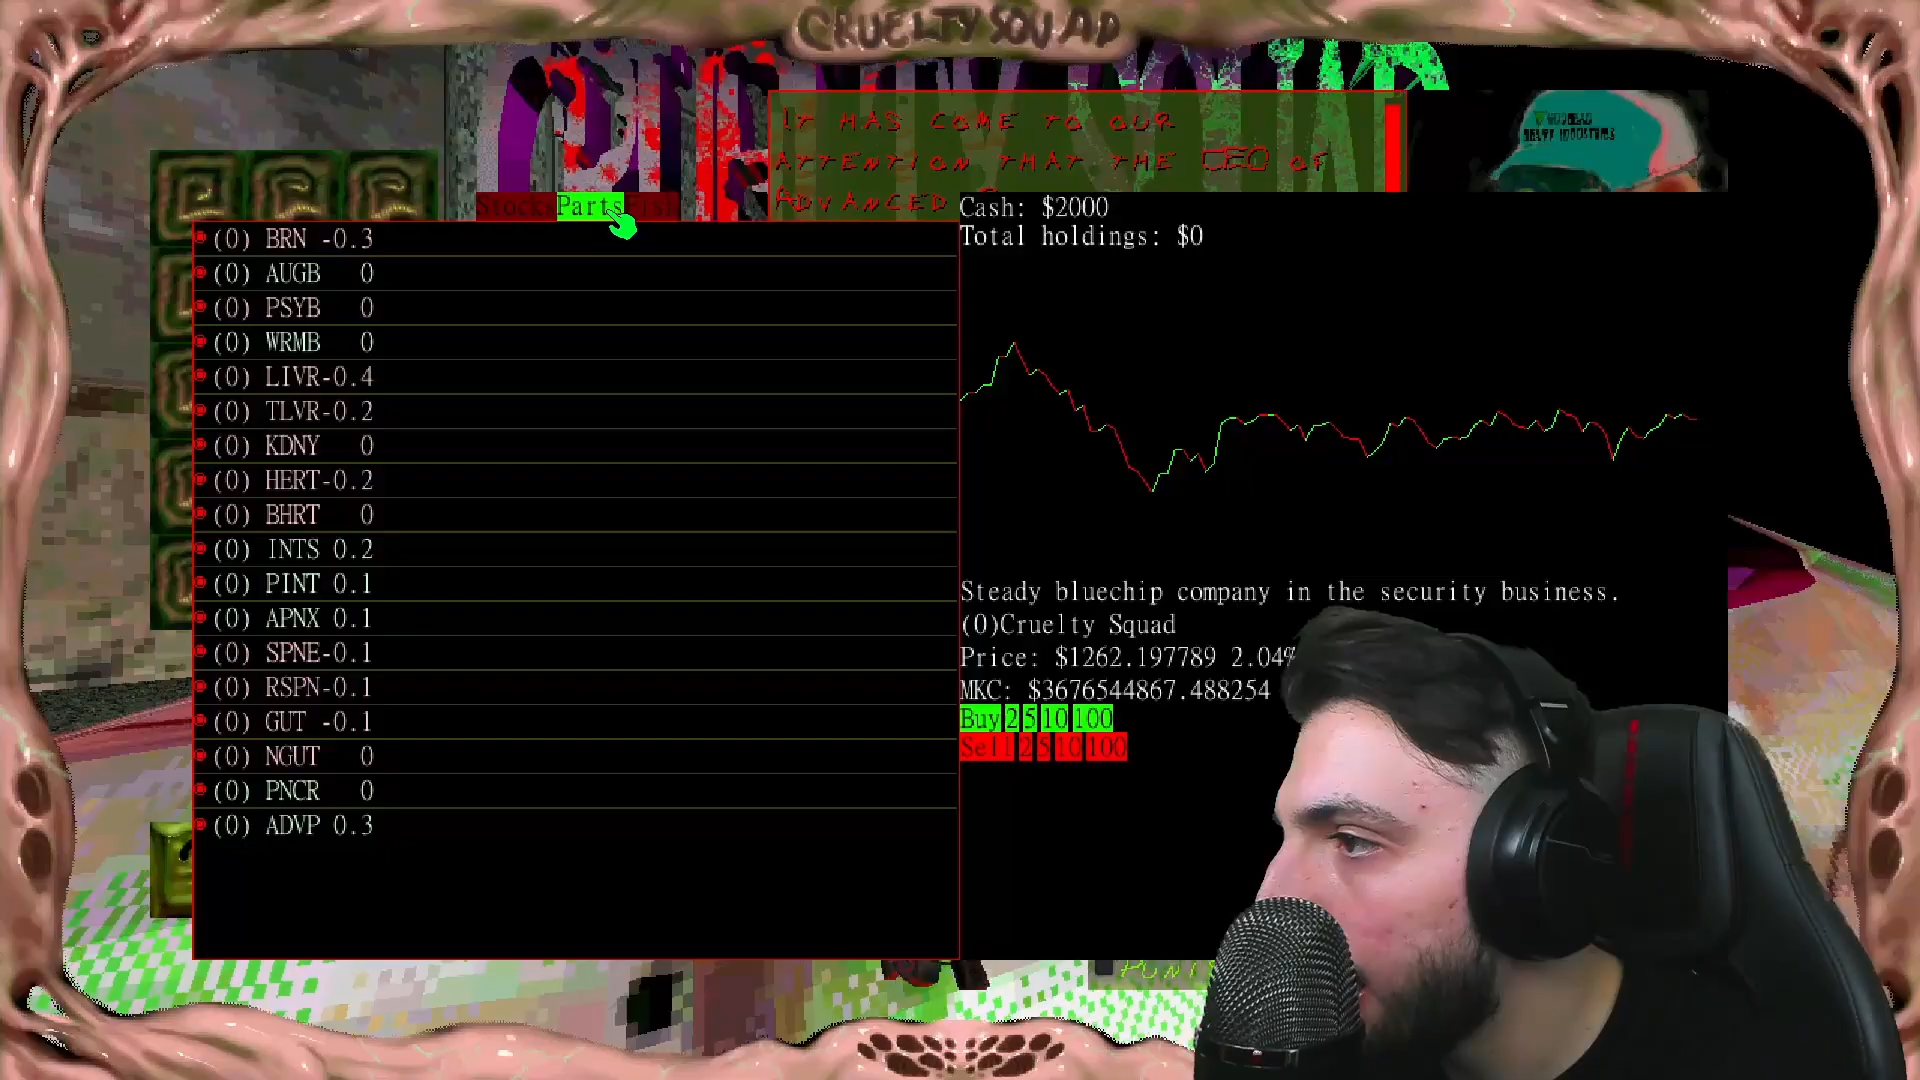 CRUELTY SQUAD
IT HAS COME TO OUR
ATTENTION THAT THE CEO OF
ADVANCED
Stocks Parts Fish
(0) BRN -0.3
(0) AUGB 0
(0) PSYB 0
(0) WRMB 0
(0) LIVR-0.4
(0) TLVR-0.2
(0) KDNY 0
(0) HERT-0.2
(0) BHRT 0
(0) INTS 0.2
(0) PINT 0.1
(0) APNX 0.1
(0) SPNE-0.1
(0) RSPN-0.1
(0) GUT -0.1
(0) NGUT 0
(0) PNCR 0
(0) ADVP 0.3
Cash: $2000
Total holdings: $0
Steady bluechip company in the security business.
(0)Cruelty Squad
Price: $1262.197789 2.04%
MKC: $3676544867.488254
Buy 2 5 10 100
Sell 2 5 10 100